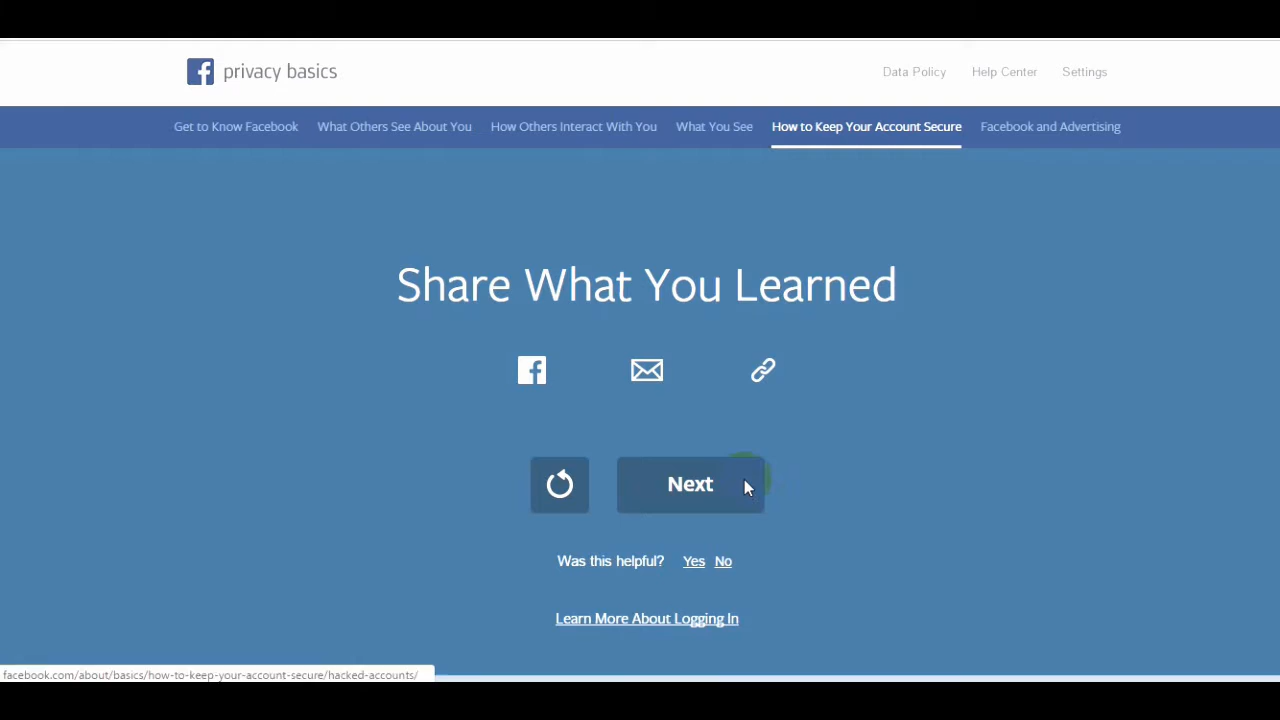 privacy basics
Data Policy Help Center Settings
Get to Know Facebook What Others See About You How Others Interact With You What You See How to Keep Your Account Secure Facebook and Advertising
Share What You Learned
Next
Was this helpful? Yes No
Learn More About Logging In
facebook.com/about/basics/how-to-keep-your-account-secure/hacked-accounts/